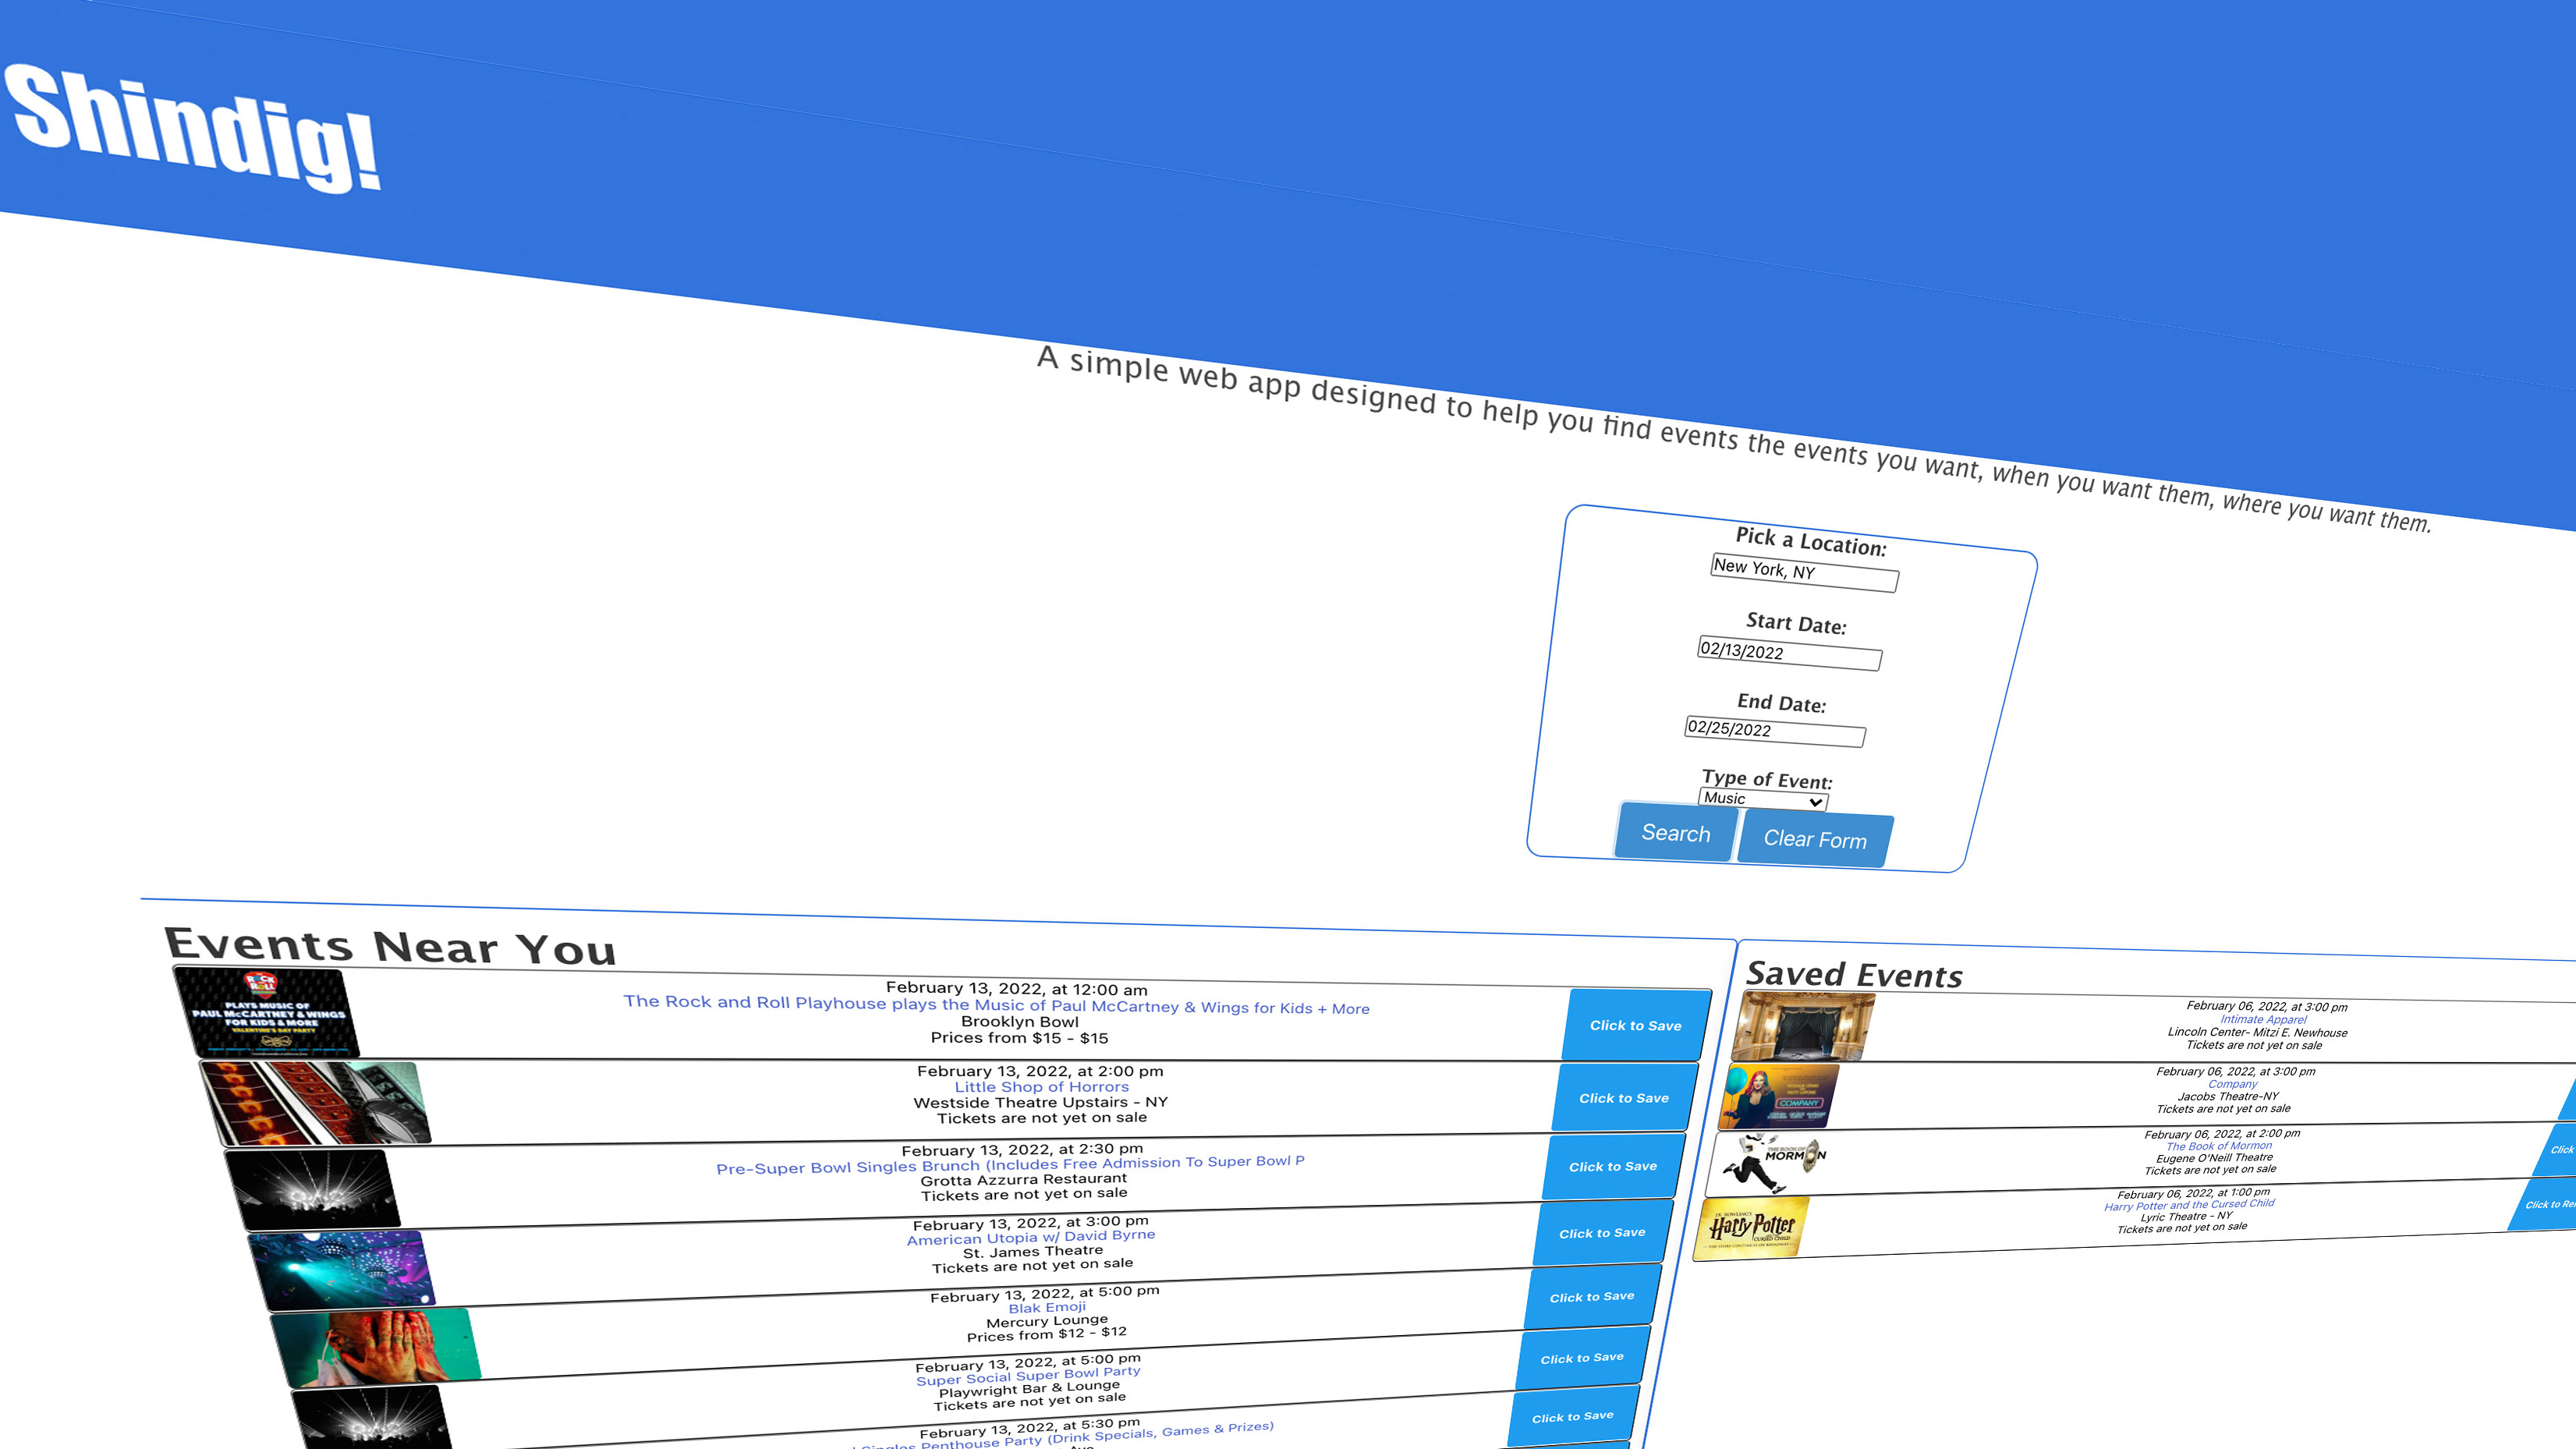 Shindig!
A simple web app designed to help you find events the events you want, when you want them, where you want them.
Pick a Location:
New York, NY
Start Date:
02/13/2022
End Date:
02/25/2022
Type of Event:
Music
Search
Clear Form
Events Near You
ROCK
ROLL
PLAYS MUSIC OF
PAUL McCARTNEY & WINGS
FOR KIDS & MORE
VALENTINE'S DAY PARTY
February 13, 2022, at 12:00 am
The Rock and Roll Playhouse plays the Music of Paul McCartney & Wings for Kids + More
Brooklyn Bowl
Prices from $15 - $15
Click to Save
February 13, 2022, at 2:00 pm
Little Shop of Horrors
Westside Theatre Upstairs - NY
Tickets are not yet on sale
Click to Save
February 13, 2022, at 2:30 pm
Pre-Super Bowl Singles Brunch (Includes Free Admission To Super Bowl P
Grotta Azzurra Restaurant
Tickets are not yet on sale
Click to Save
February 13, 2022, at 3:00 pm
American Utopia w/ David Byrne
St. James Theatre
Tickets are not yet on sale
Click to Save
February 13, 2022, at 5:00 pm
Blak Emoji
Mercury Lounge
Prices from $12 - $12
Click to Save
February 13, 2022, at 5:00 pm
Super Social Super Bowl Party
Playwright Bar & Lounge
Tickets are not yet on sale
Click to Save
February 13, 2022, at 5:30 pm
Singles Penthouse Party (Drink Specials, Games & Prizes)
Click to Save
Saved Events
February 06, 2022, at 3:00 pm
Intimate Apparel
Lincoln Center- Mitzi E. Newhouse
Tickets are not yet on sale
COMPANY
February 06, 2022, at 3:00 pm
Company
Jacobs Theatre-NY
Tickets are not yet on sale
THE BOOK OF
MORMON
February 06, 2022, at 2:00 pm
The Book of Mormon
Eugene O'Neill Theatre
Tickets are not yet on sale
Click
J.K. ROWLING'S
Harry Potter
CURSED CHILD
February 06, 2022, at 1:00 pm
Harry Potter and the Cursed Child
Lyric Theatre - NY
Tickets are not yet on sale
Click to Re